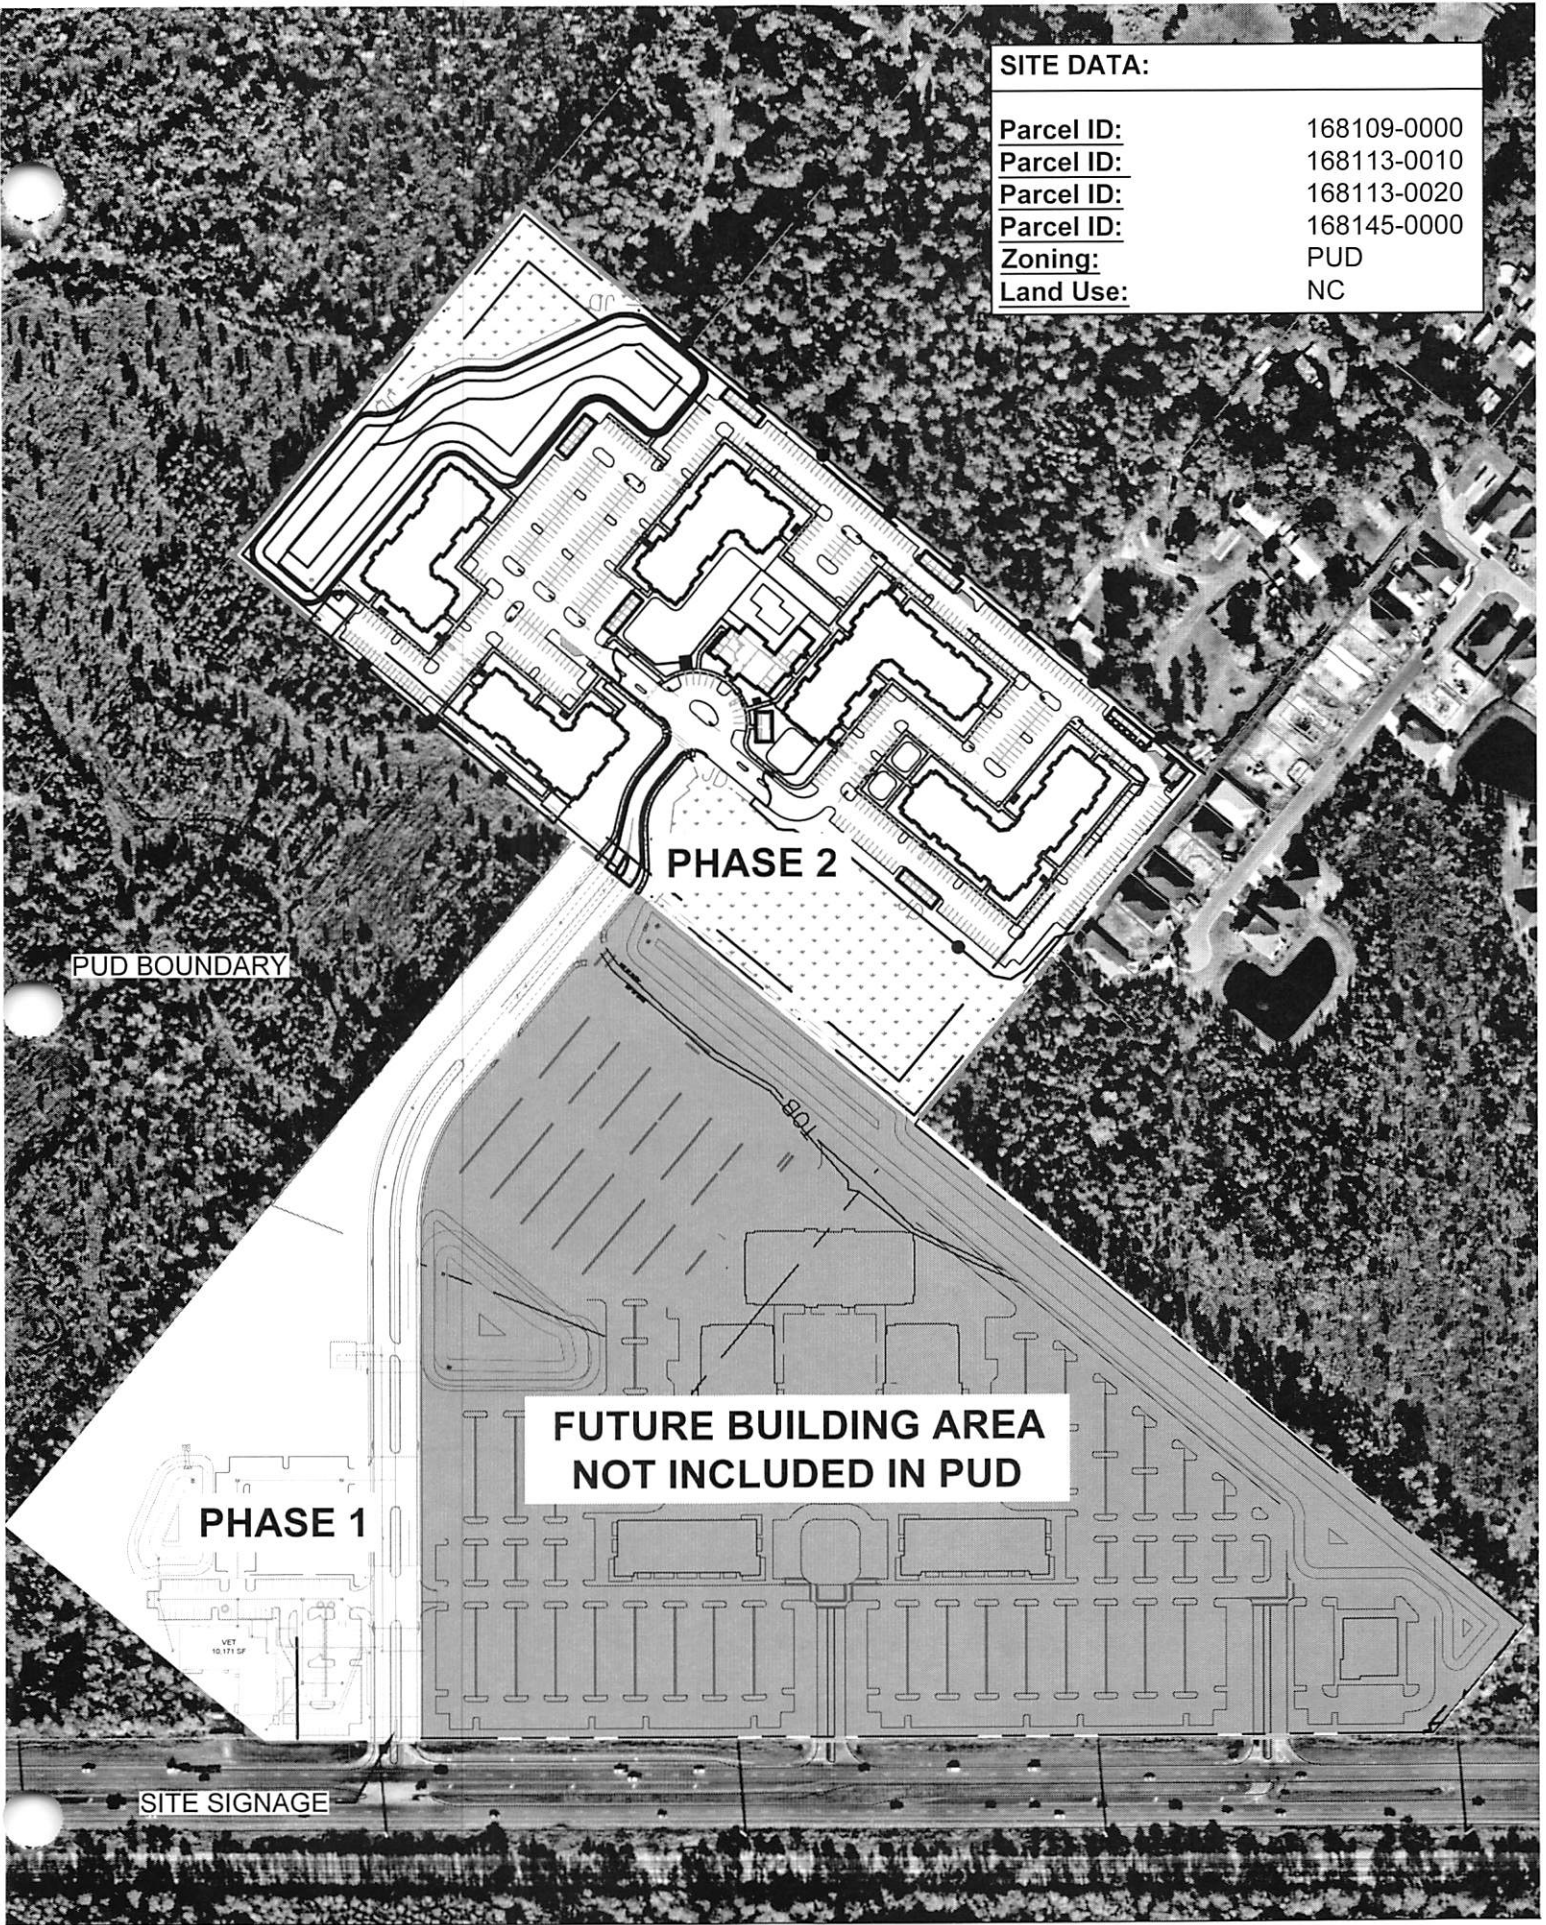 SITE DATA:
Parcel ID: 168109-0000
Parcel ID: 168113-0010
Parcel ID: 168113-0020
Parcel ID: 168145-0000
Zoning: PUD
Land Use: NC
PHASE 2
PUD BOUNDARY
TOB
FUTURE BUILDING AREA
NOT INCLUDED IN PUD
PHASE 1
VET
10,171 SF
SITE SIGNAGE